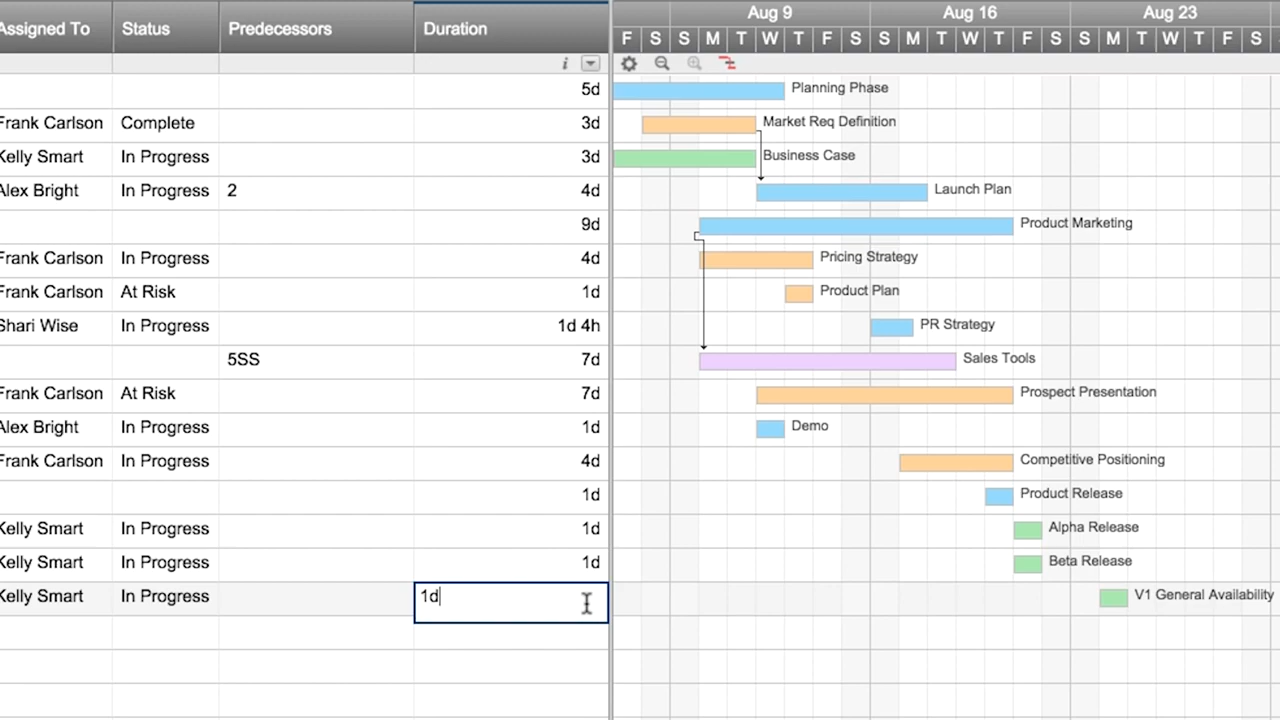 Assigned To Status Predecessors Duration Aug 9 Aug 16 Aug 23
F S S M T W T F S S M T W T F S S M T W T F S
i
5d Planning Phase
Frank Carlson Complete 3d Market Req Definition
Kelly Smart In Progress 3d Business Case
Alex Bright In Progress 2 4d Launch Plan
9d Product Marketing
Frank Carlson In Progress 4d Pricing Strategy
Frank Carlson At Risk 1d Product Plan
Shari Wise In Progress 1d 4h PR Strategy
5SS 7d Sales Tools
Frank Carlson At Risk 7d Prospect Presentation
Alex Bright In Progress 1d Demo
Frank Carlson In Progress 4d Competitive Positioning
1d Product Release
Kelly Smart In Progress 1d Alpha Release
Kelly Smart In Progress 1d Beta Release
Kelly Smart In Progress 1d V1 General Availability